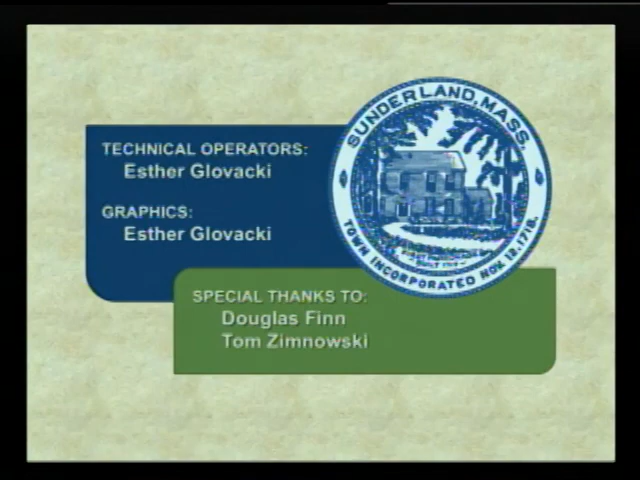 TECHNICAL OPERATORS:
Esther Glovacki
GRAPHICS:
Esther Glovacki
SUNDERLAND, MASS.
TOWN INCORPORATED NOV. 12, 1718.
SPECIAL THANKS TO:
Douglas Finn
Tom Zimnowski